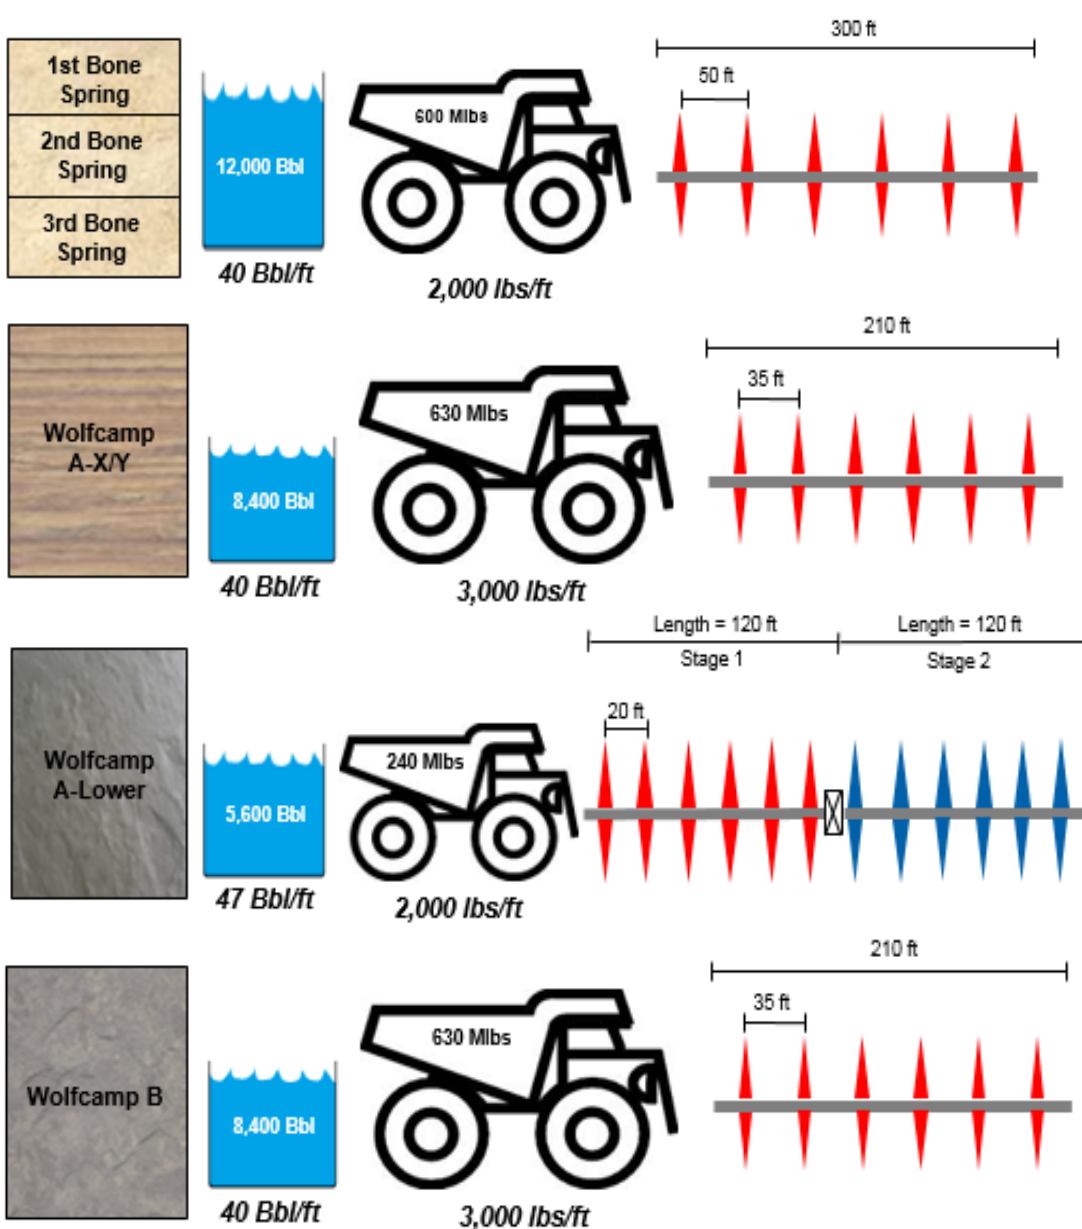 1st Bone
Spring
2nd Bone
Spring
3rd Bone
Spring
12,000 Bbl
40 Bbl/ft
600 Mlbs
2,000 lbs/ft
300 ft
50 ft
Wolfcamp
A-X/Y
8,400 Bbl
40 Bbl/ft
630 Mlbs
3,000 lbs/ft
210 ft
35 ft
Wolfcamp
A-Lower
5,600 Bbl
47 Bbl/ft
240 Mlbs
2,000 lbs/ft
Length = 120 ft
Stage 1
Length = 120 ft
Stage 2
20 ft
Wolfcamp B
8,400 Bbl
40 Bbl/ft
630 Mlbs
3,000 lbs/ft
210 ft
35 ft